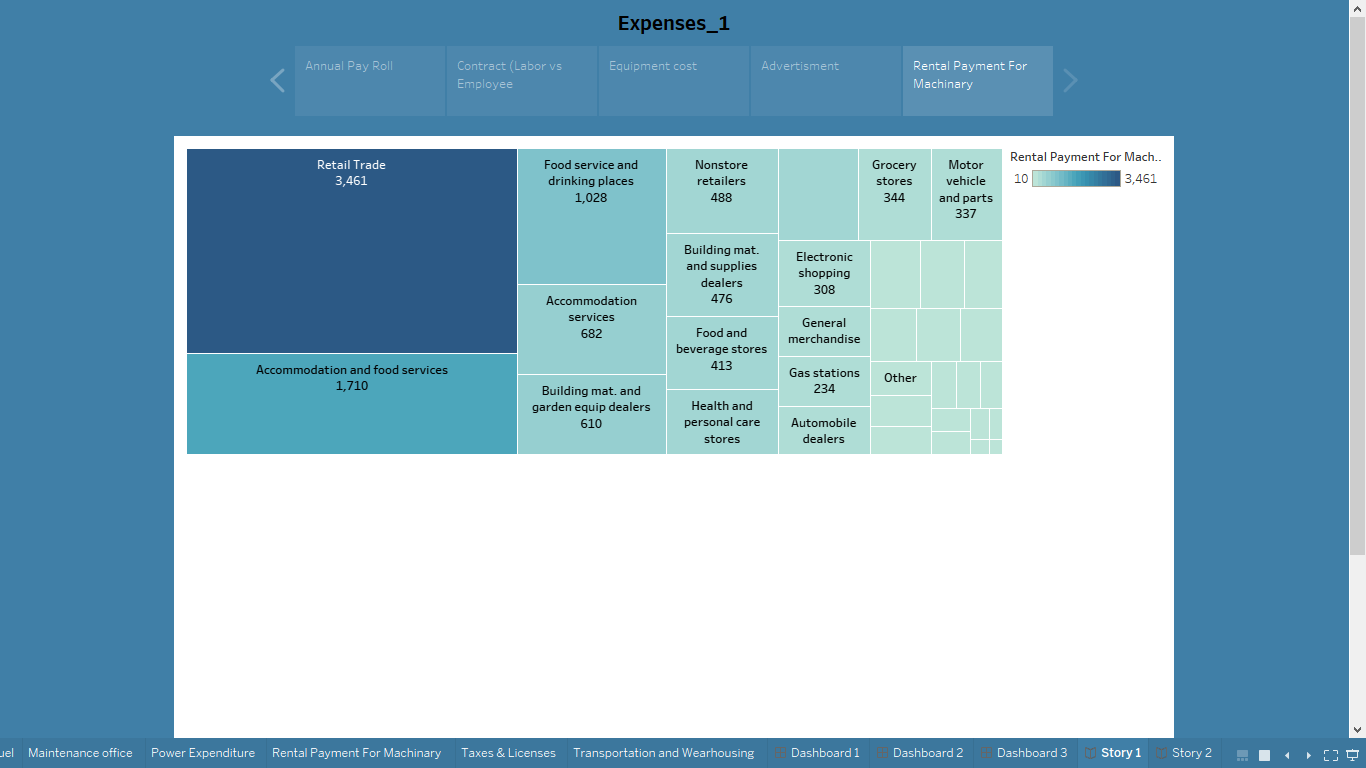 Expenses_1
Annual Pay Roll
Contract (Labor vs
Employee
Equipment cost
Advertisment
Rental Payment For
Machinary
Retail Trade
3,461
Accommodation and food services
1,710
Food service and
drinking places
1,028
Accommodation
services
682
Building mat. and
garden equip dealers
610
Nonstore
retailers
488
Building mat.
and supplies
dealers
476
Food and
beverage stores
413
Health and
personal care
stores
Grocery
stores
344
Motor
vehicle
and parts
337
Electronic
shopping
308
General
merchandise
Gas stations
234
Automobile
dealers
Other
Rental Payment For Mach..
10
3,461
uel
Maintenance office
Power Expenditure
Rental Payment For Machinary
Taxes & Licenses
Transportation and Wearhousing
Dashboard 1
Dashboard 2
Dashboard 3
Story 1
Story 2